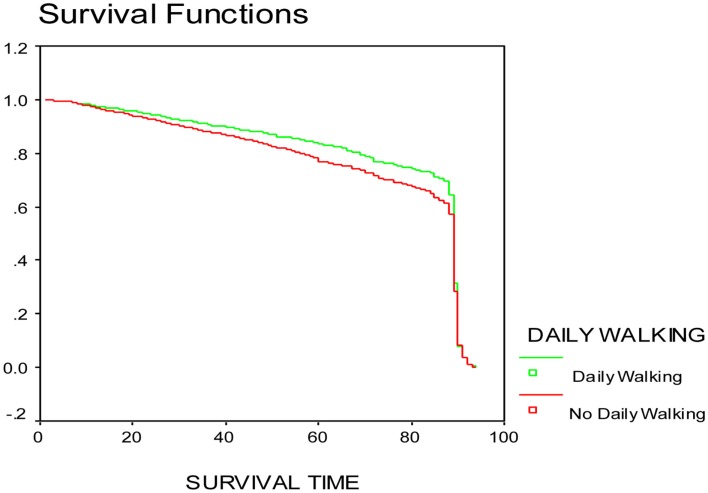 Survival Functions
1.2
1.0
.8
.6
.4
.2
0.0
-.2
0 20 40 60 80 100
SURVIVAL TIME
DAILY WALKING
Daily Walking
No Daily Walking